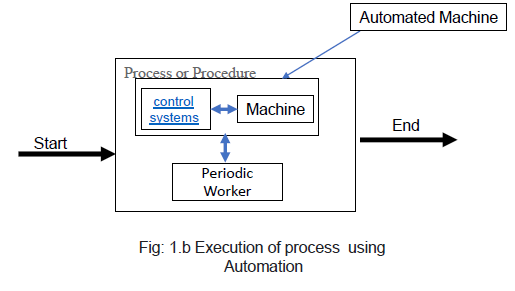 Automated Machine
Process or Procedure
control
systems
Machine
Start
End
Periodic
Worker
Fig: 1.b Execution of process using
Automation